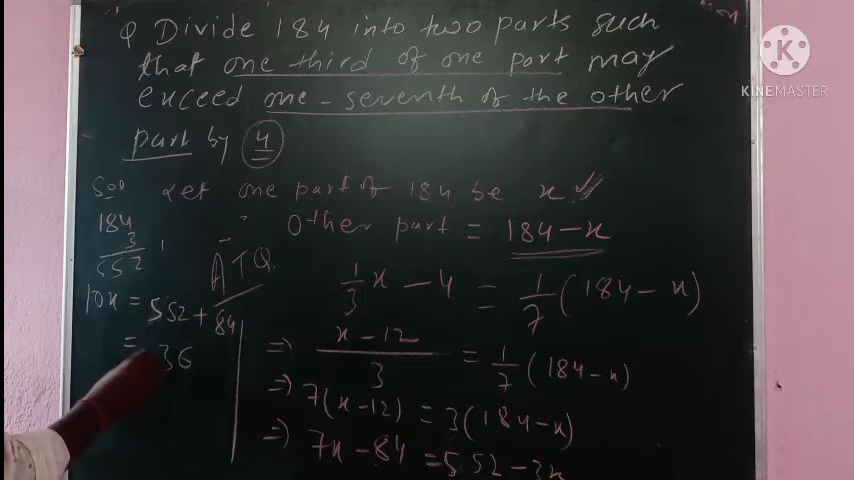 Q Divide 184 into two parts such
that one third of one part may
exceed one-seventh of the other
part by 4
Let one part of 184 be x
Other part = 184-x
184
3
552
A.T.Q.
1/3 x - 4 = 1/7 (184-x)
10x = 552 + 84
= 36
=> x-12/3 = 1/7 (184-x)
=> 7(x-12) = 3(184-x)
=> 7x - 84 = 552 - 3x
K
KINEMASTER